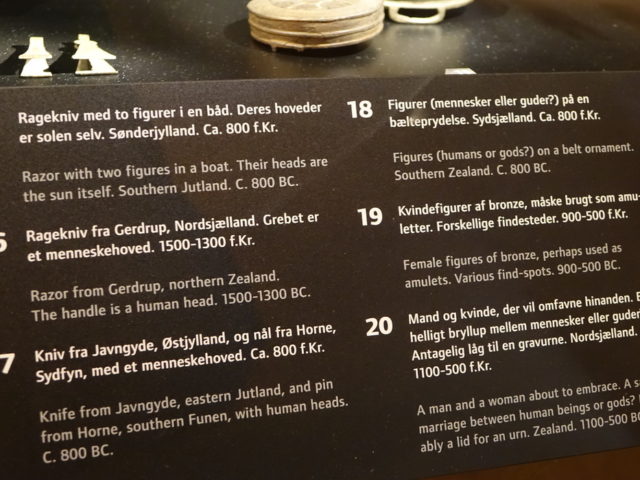 Ragekniv med to figurer i en båd. Deres hoveder
er solen selv. Sønderjylland. Ca. 800 f.Kr.
Razor with two figures in a boat. Their heads are
the sun itself. Southern Jutland. C. 800 BC.
Ragekniv fra Gerdrup, Nordsjælland. Grebet er
et menneskehoved. 1500-1300 f.Kr.
Razor from Gerdrup, northern Zealand.
The handle is a human head. 1500-1300 BC.
7 Kniv fra Javngyde, Østjylland, og nål fra Horne,
Sydfyn, med et menneskehoved. Ca. 800 f.Kr.
Knife from Javngyde, eastern Jutland, and pin
from Horne, southern Funen, with human heads.
C. 800 BC.
18 Figurer (mennesker eller guder?) på en
bælteprydelse. Sydsjælland. Ca. 800 f.Kr.
Figures (humans or gods?) on a belt ornament.
Southern Zealand. C. 800 BC.
19 Kvindefigurer af bronze, måske brugt som amu-
letter. Forskellige findesteder. 900-500 f.Kr.
Female figures of bronze, perhaps used as
amulets. Various find-spots. 900-500 BC.
20 Mand og kvinde, der vil omfavne hinanden.
helligt bryllup mellem mennesker eller guder
Antagelig låg til en gravurne. Nordsjælland.
1100-500 f.Kr.
A man and a woman about to embrace. A
marriage between human beings or gods?
ably a lid for an urn. Zealand. 1100-500